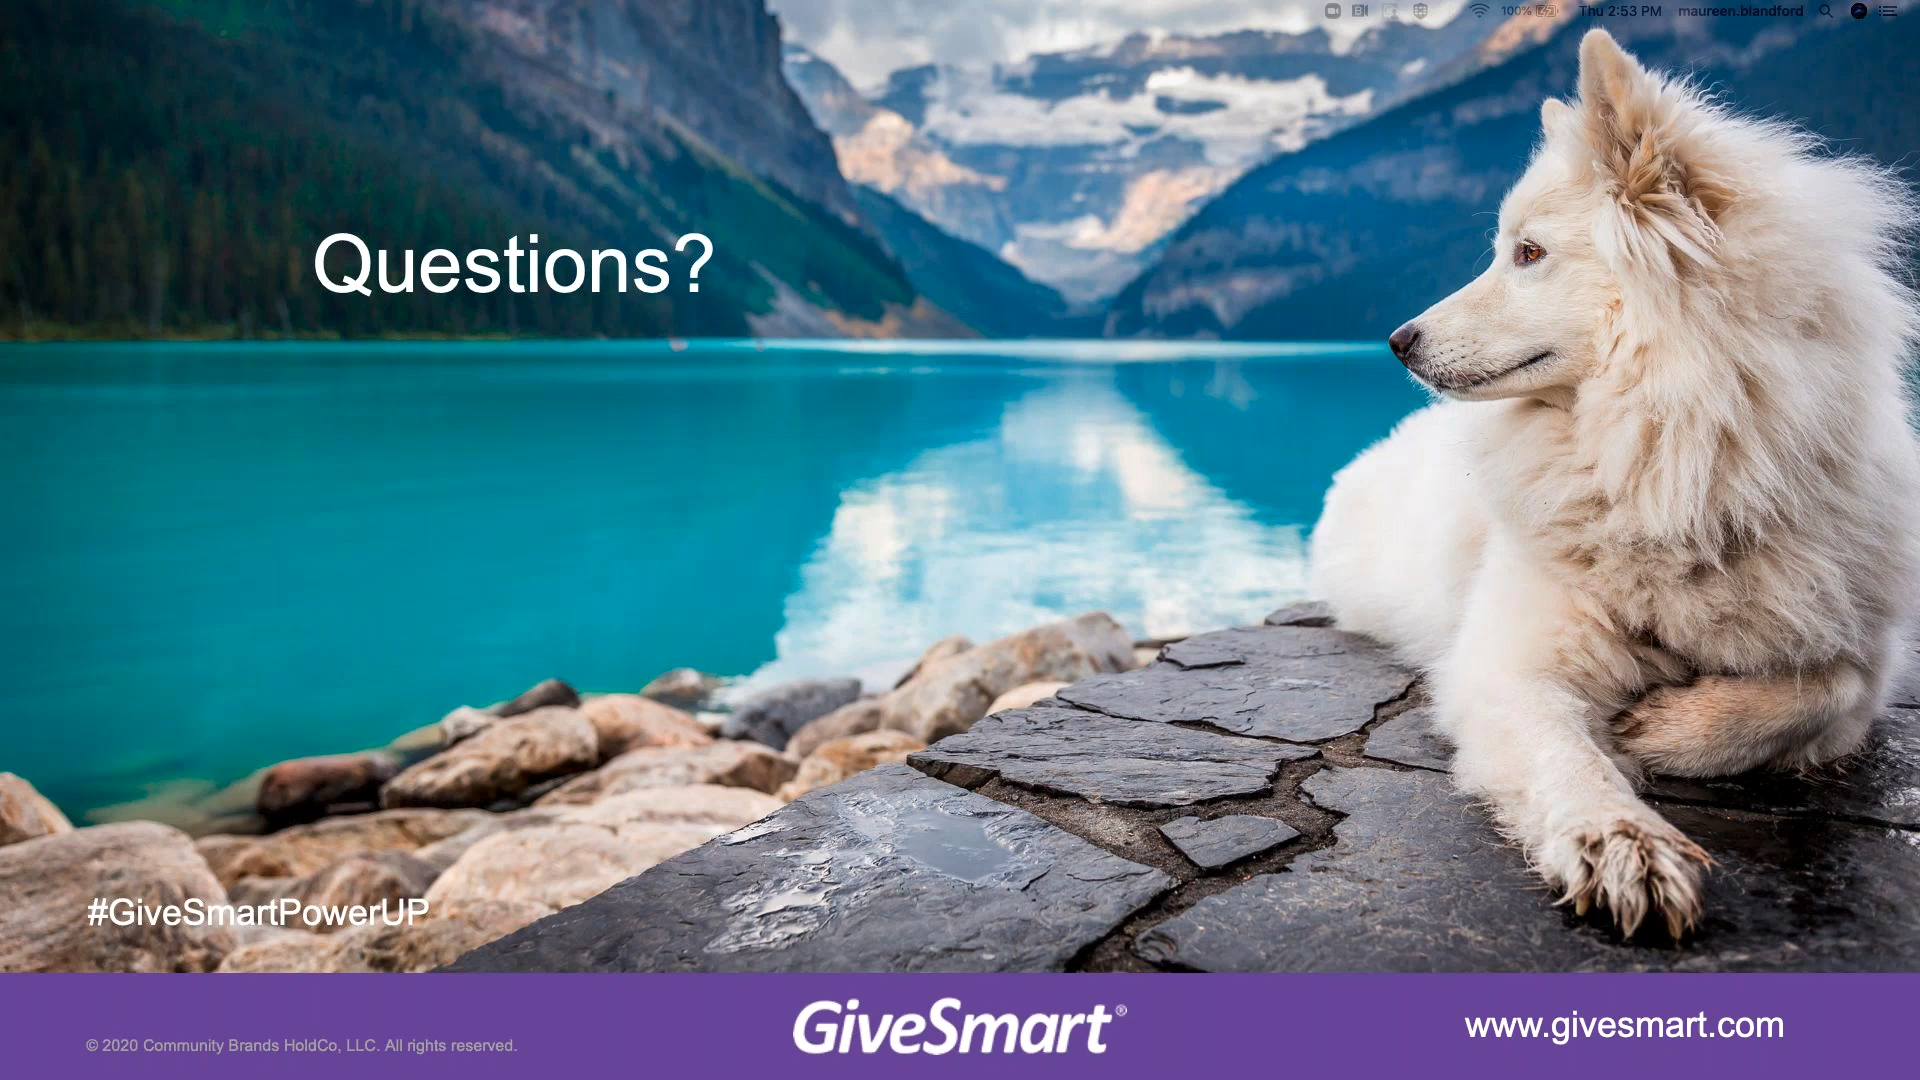 100% Thu 2:53 PM maureen.blandford
Questions?
#GiveSmartPowerUP
© 2020 Community Brands HoldCo, LLC. All rights reserved.
GiveSmart®
www.givesmart.com